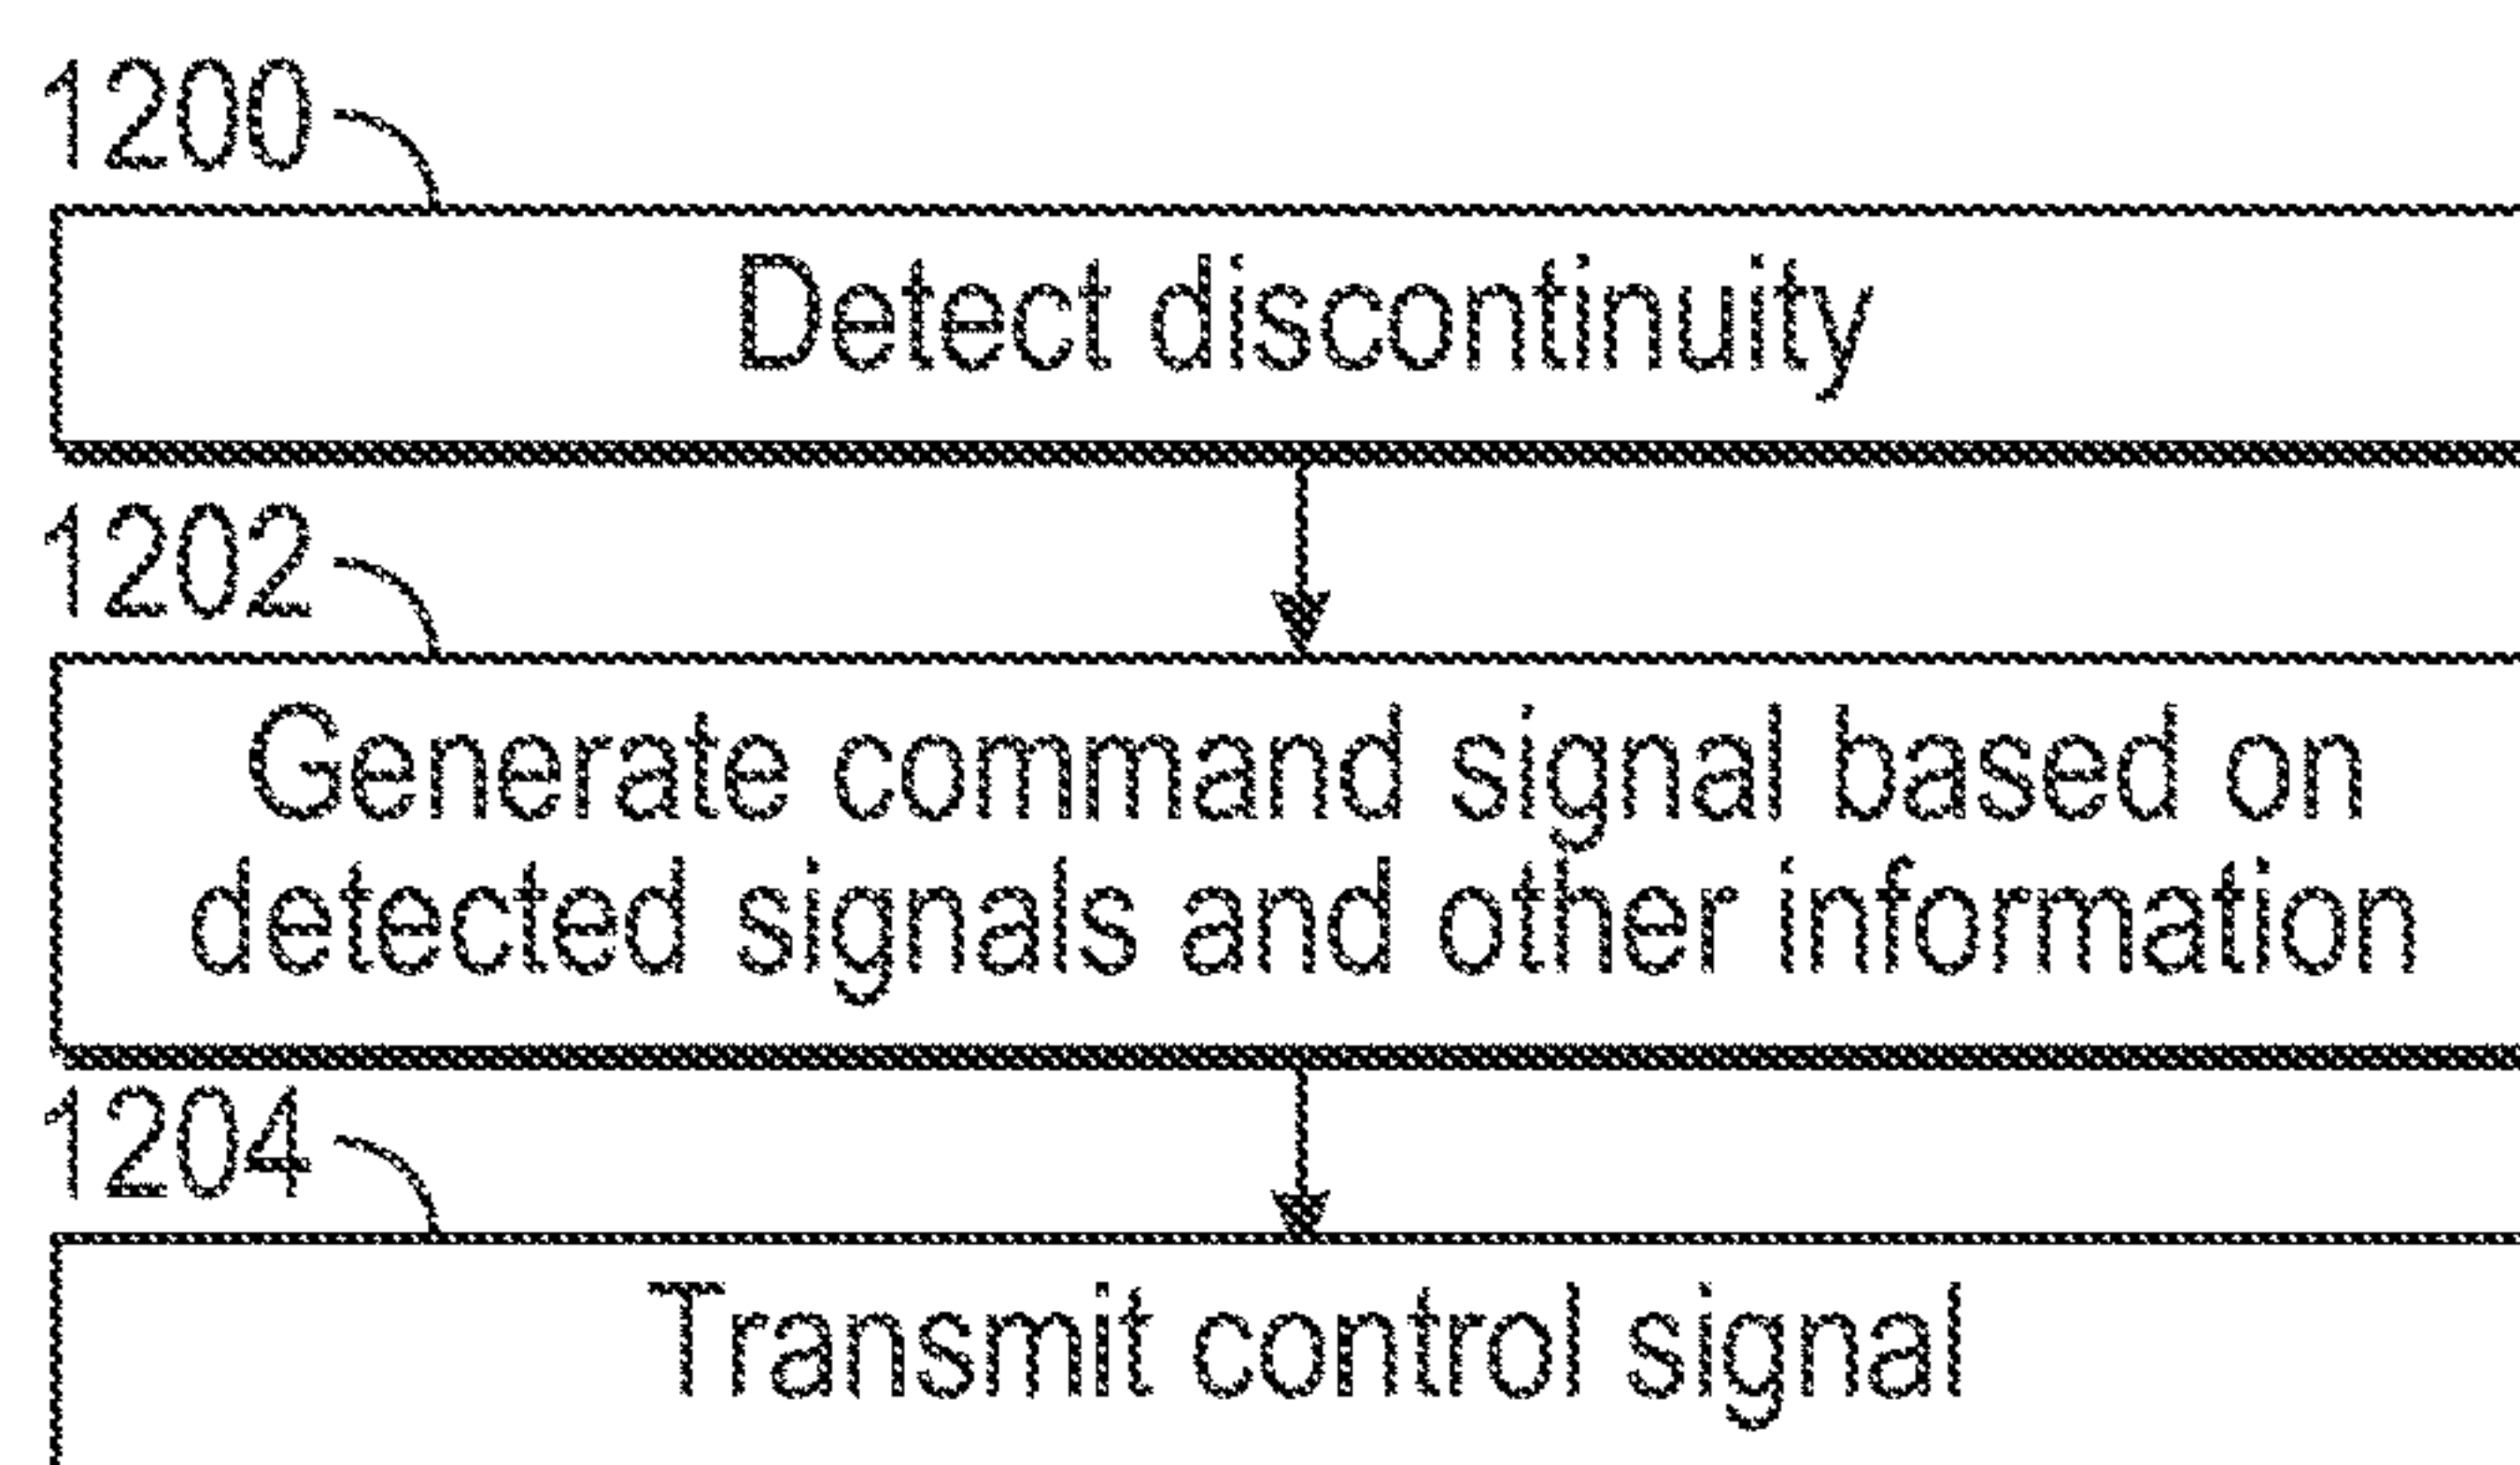 1200
Detect discontinuity
1202
Generate command signal based on
detected signals and other information
1204
Transmit control signal